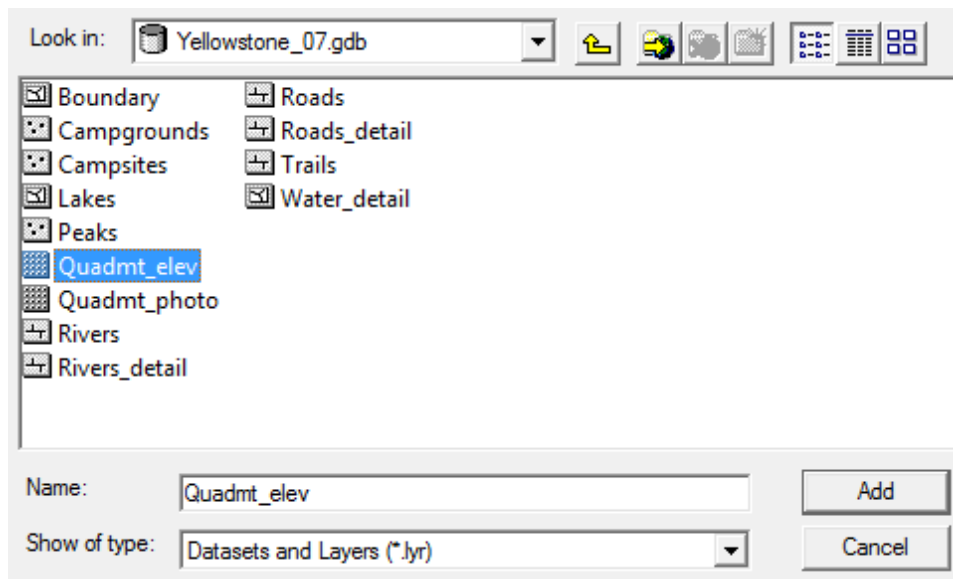 Look in: Yellowstone_07.gdb
Boundary
Campgrounds
Campsites
Lakes
Peaks
Quadmt_elev
Quadmt_photo
Rivers
Rivers_detail
Roads
Roads_detail
Trails
Water_detail
Name: Quadmt_elev
Add
Show of type: Datasets and Layers (*.lyr)
Cancel